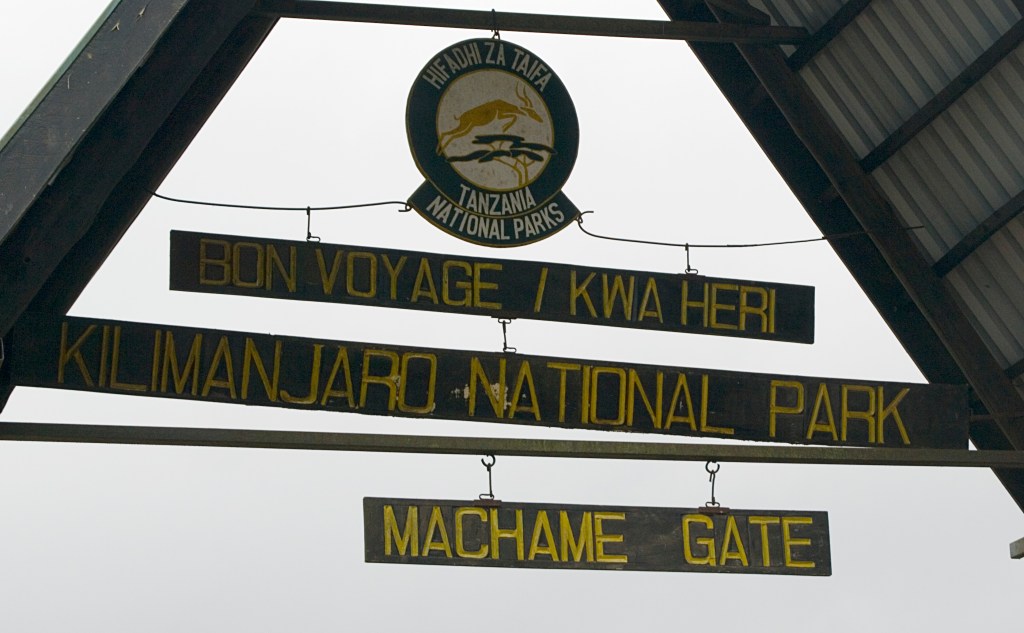 HIFADHI ZA TAIFA
TANZANIA
NATIONAL PARKS
BON VOYAGE / KWA HERI
KILIMANJARO NATIONAL PARK
MACHAME GATE